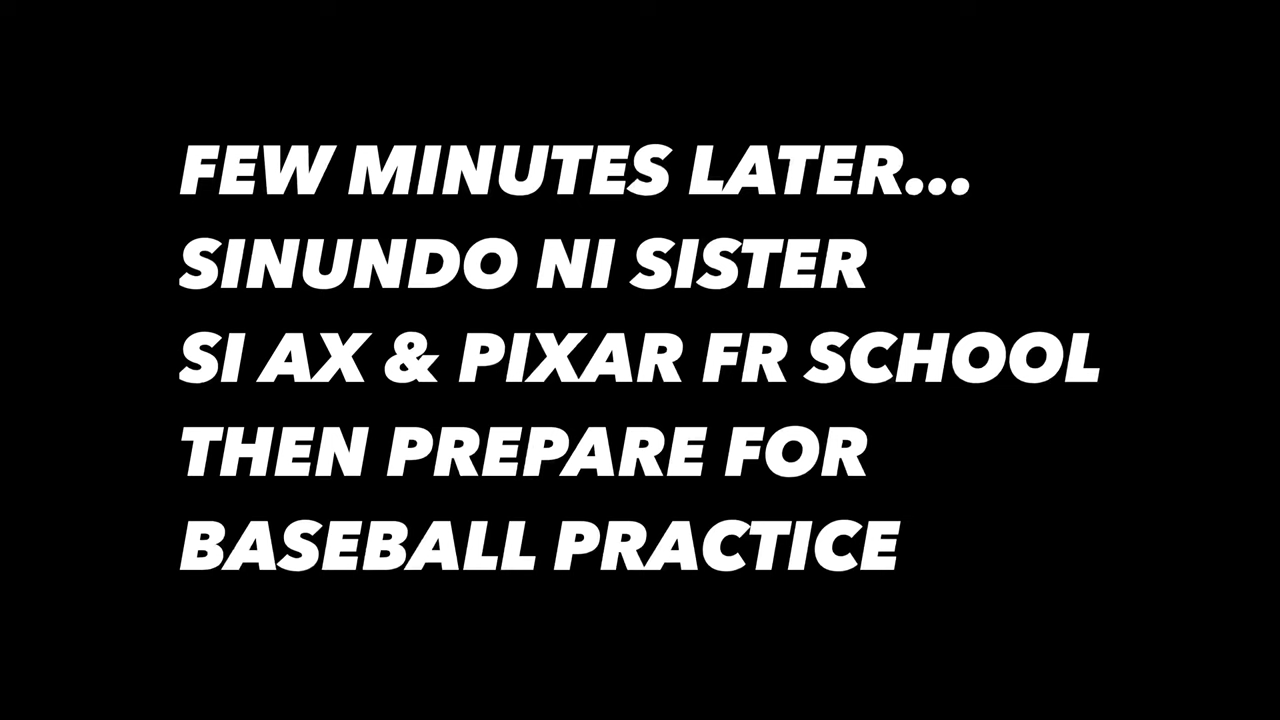 FEW MINUTES LATER...
SINUNDO NI SISTER
SI AX & PIXAR FR SCHOOL
THEN PREPARE FOR
BASEBALL PRACTICE